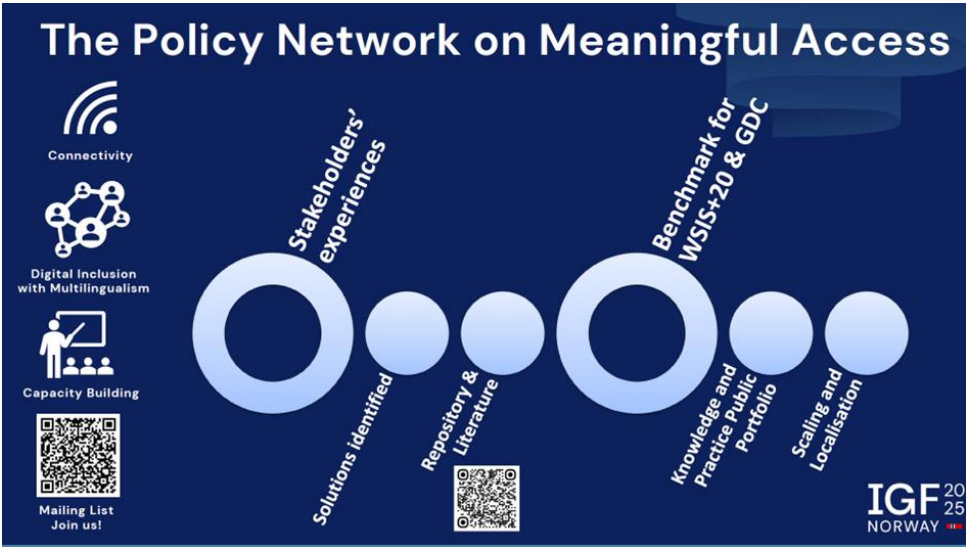 The Policy Network on Meaningful Access
Connectivity
Digital Inclusion
with Multilingualism
Capacity Building
Mailing List
Join us!
Stakeholders'
experiences
Solutions identified
Repository &
Literature
Benchmark for
WSIS+20 & GDC
Knowledge and
Practice Public
Portfolio
Scaling and
Localisation
IGF 20
25
NORWAY